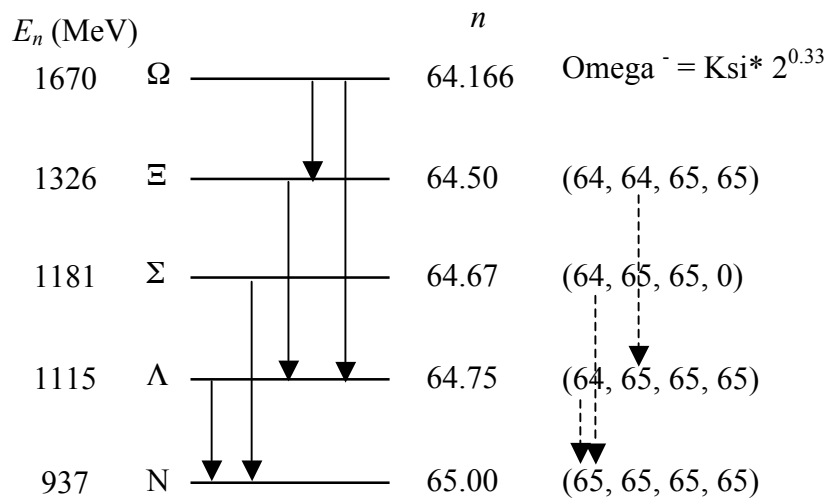 n
Eₙ (MeV)
1670 Ω 64.166 Omega ⁻ = Ksi* 2^0.33
1326 Ξ 64.50 (64, 64, 65, 65)
1181 Σ 64.67 (64, 65, 65, 0)
1115 Λ 64.75 (64, 65, 65, 65)
937 N 65.00 (65, 65, 65, 65)